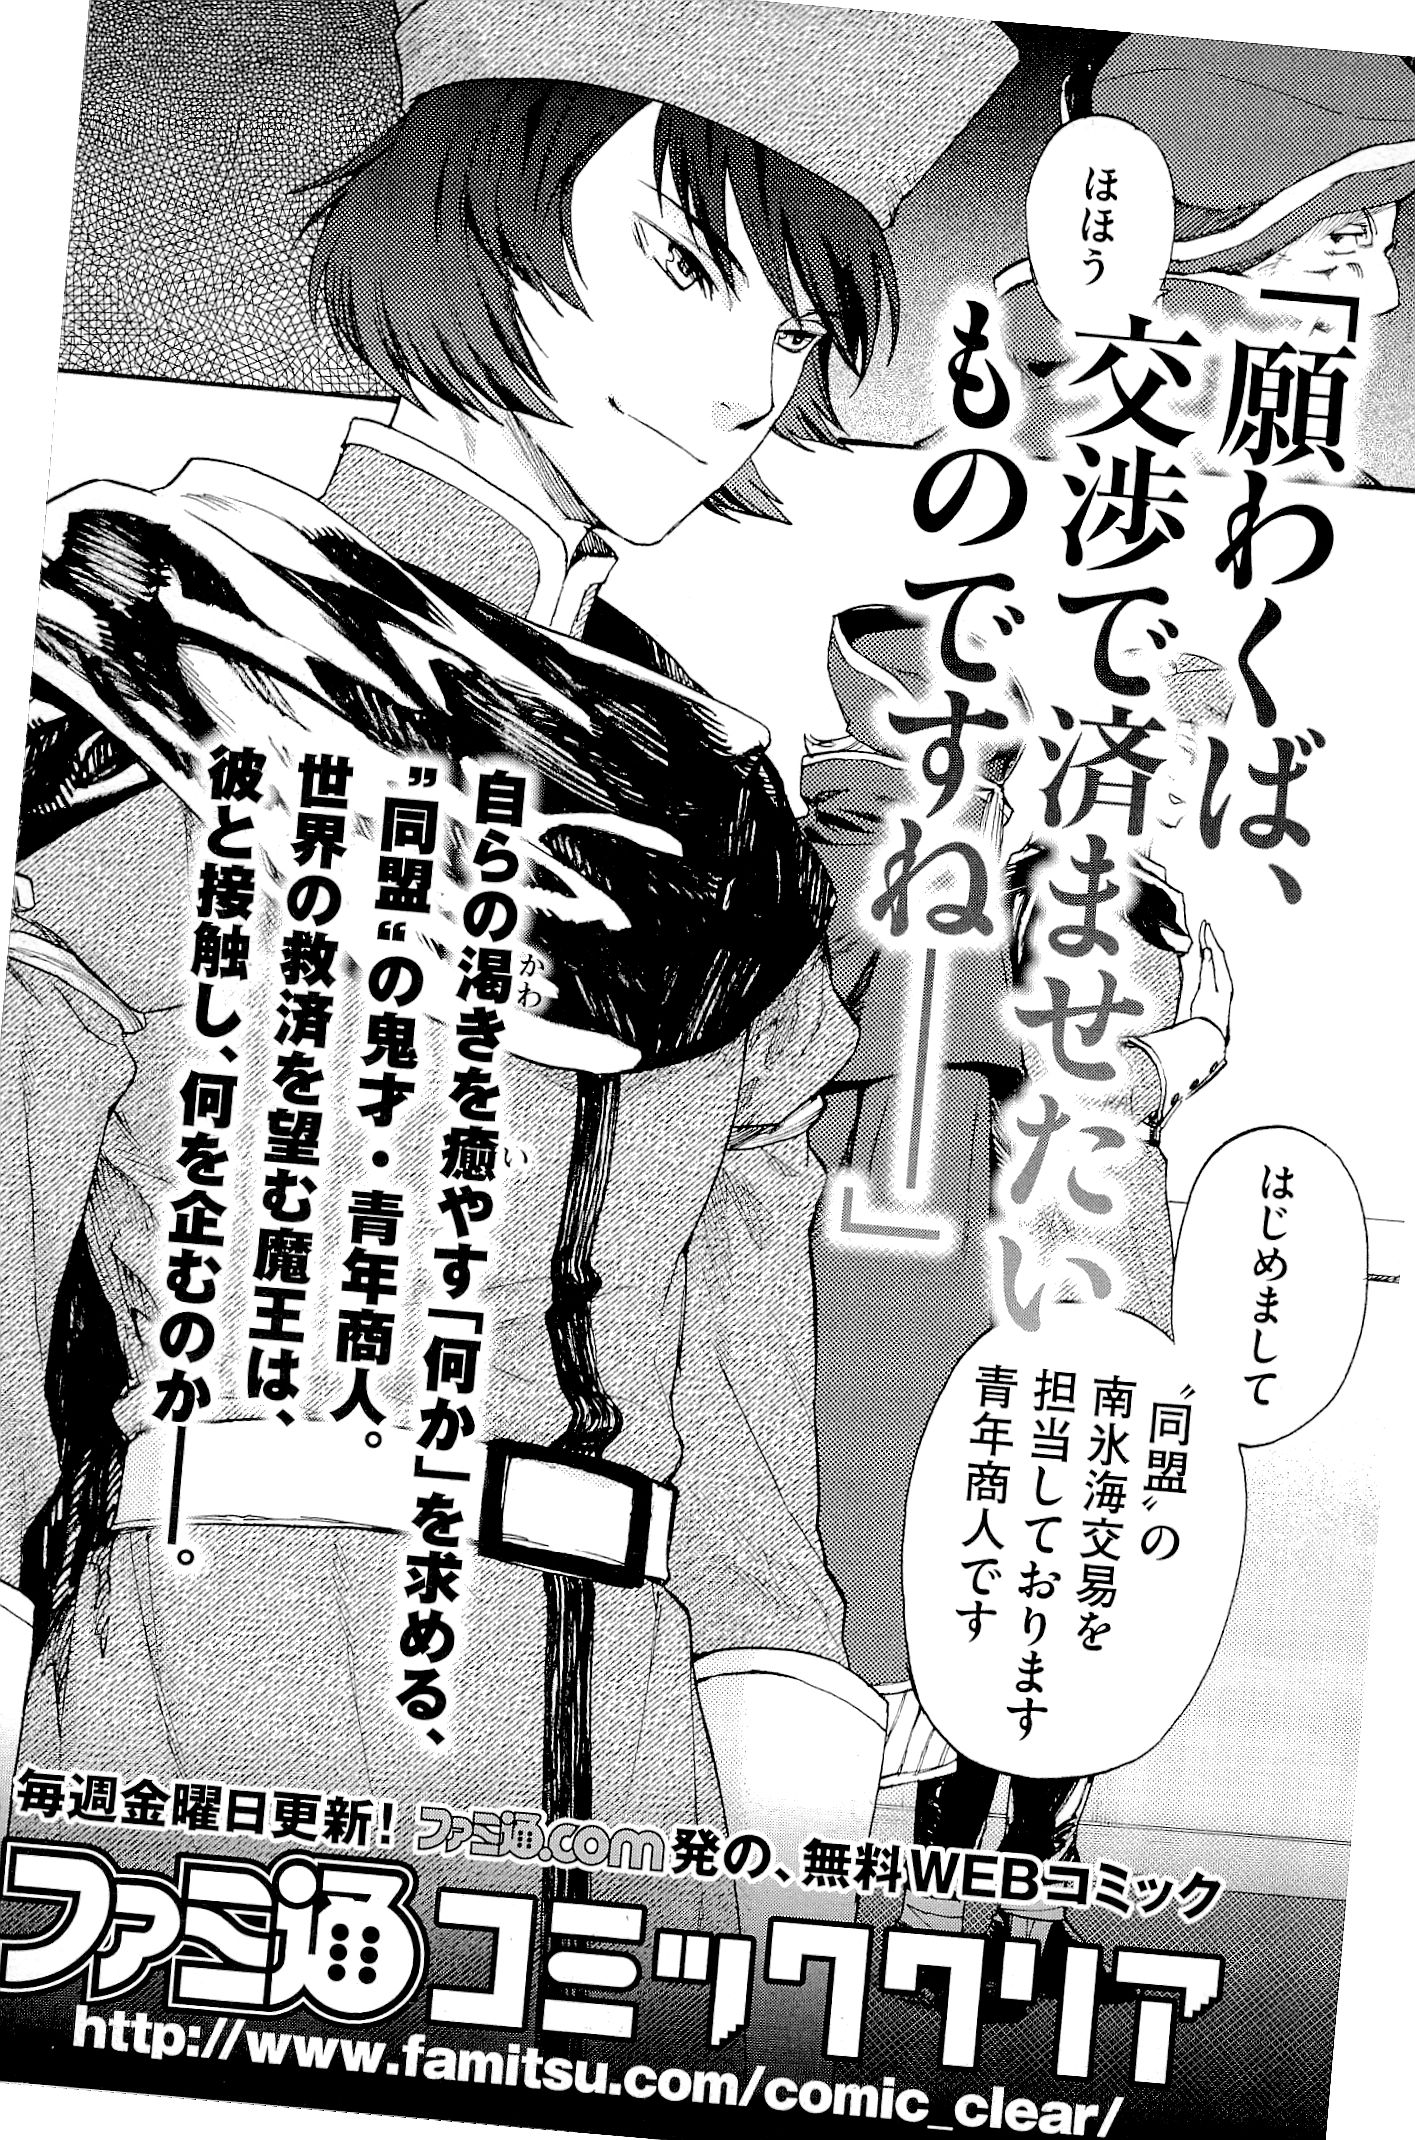 「願わくば、
交渉で済ませたい
ものですね――」
ほほう
はじめまして
〝同盟〟の
南氷海交易を
担当しております
青年商人です
自らの渇きを癒やす「何か」を求める、
かわ
い
"同盟"の鬼才・青年商人。
世界の救済を望む魔王は、
彼と接触し、何を企むのか――。
毎週金曜日更新! ファミ通.com発の、無料WEBコミック
ファミ通コミッククリア
http://www.famitsu.com/comic_clear/